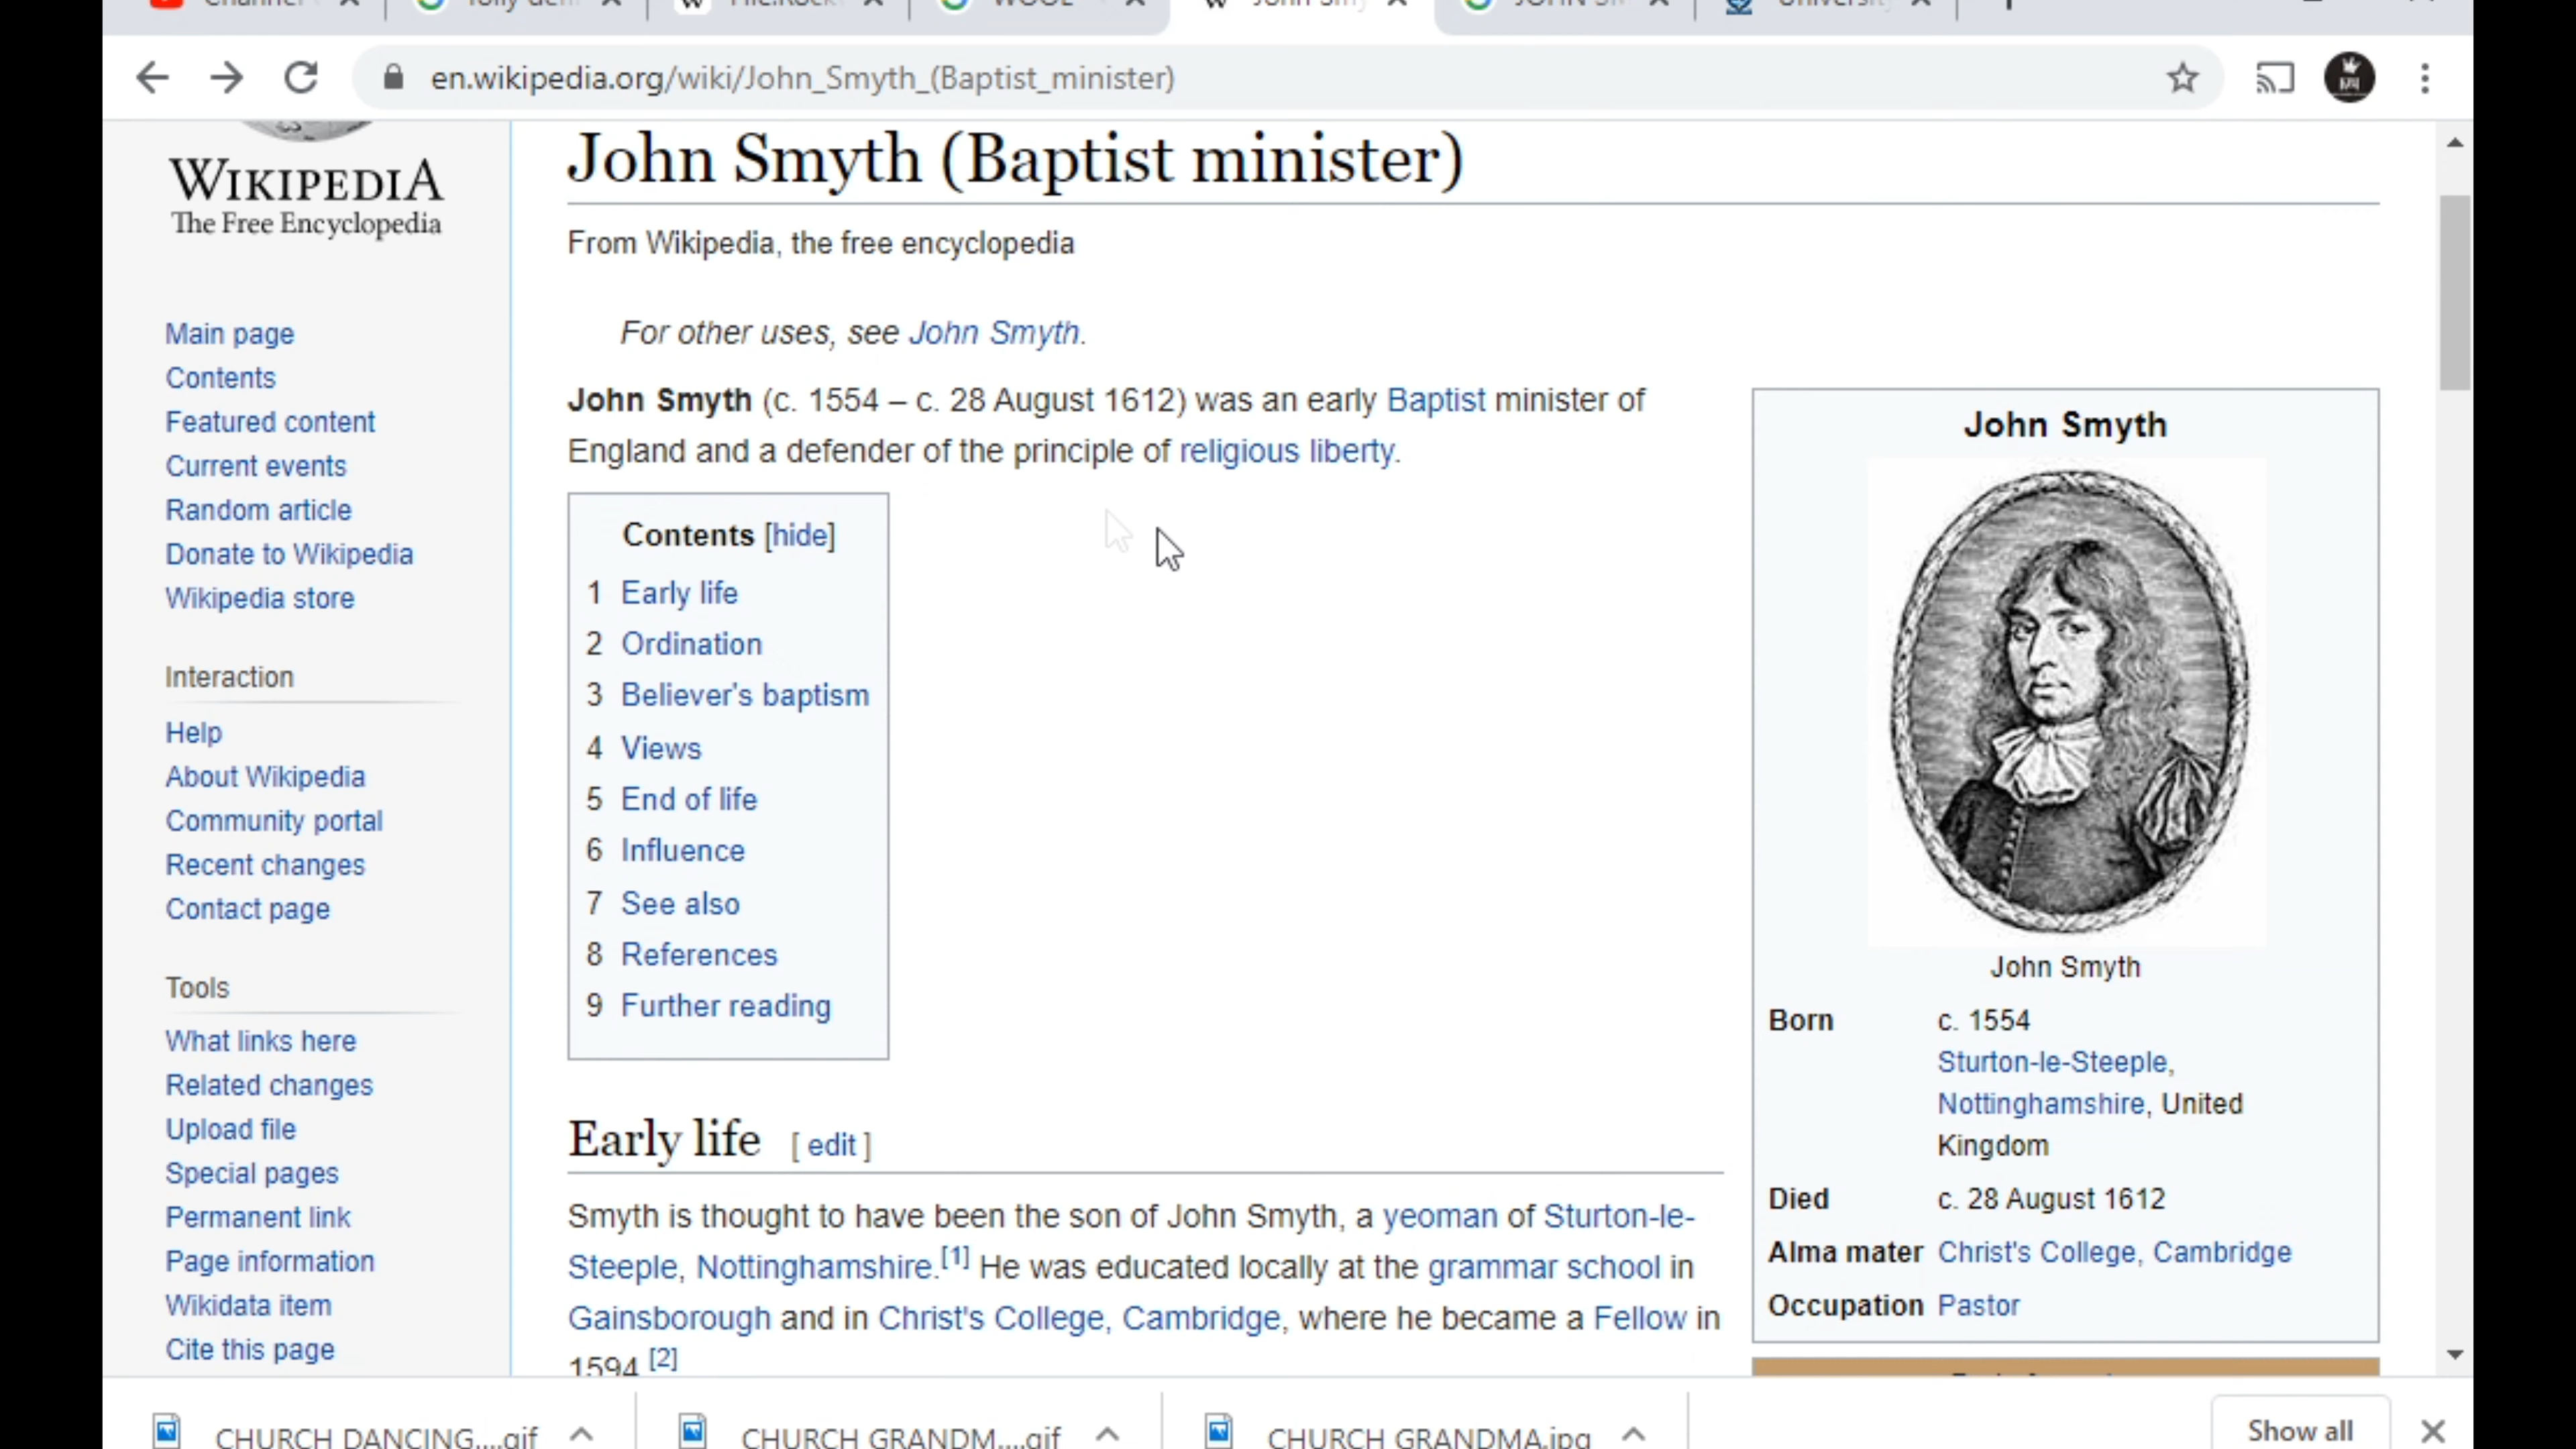 Channel
en.wikipedia.org/wiki/John_Smyth_(Baptist_minister)
WIKIPEDIA
The Free Encyclopedia
Main page
Contents
Featured content
Current events
Random article
Donate to Wikipedia
Wikipedia store
Interaction
Help
About Wikipedia
Community portal
Recent changes
Contact page
Tools
What links here
Related changes
Upload file
Special pages
Permanent link
Page information
Wikidata item
Cite this page
John Smyth (Baptist minister)
From Wikipedia, the free encyclopedia
For other uses, see John Smyth.
John Smyth (c. 1554 – c. 28 August 1612) was an early Baptist minister of
England and a defender of the principle of religious liberty.
Contents [hide]
1 Early life
2 Ordination
3 Believer's baptism
4 Views
5 End of life
6 Influence
7 See also
8 References
9 Further reading
Early life [ edit ]
Smyth is thought to have been the son of John Smyth, a yeoman of Sturton-le-
Steeple, Nottinghamshire.[1] He was educated locally at the grammar school in
Gainsborough and in Christ's College, Cambridge, where he became a Fellow in
1594.[2]
John Smyth
John Smyth
Born c. 1554
Sturton-le-Steeple,
Nottinghamshire, United
Kingdom
Died c. 28 August 1612
Alma mater Christ's College, Cambridge
Occupation Pastor
CHURCH DANCING....gif
CHURCH GRANDM....gif
CHURCH GRANDMA.jpg
Show all